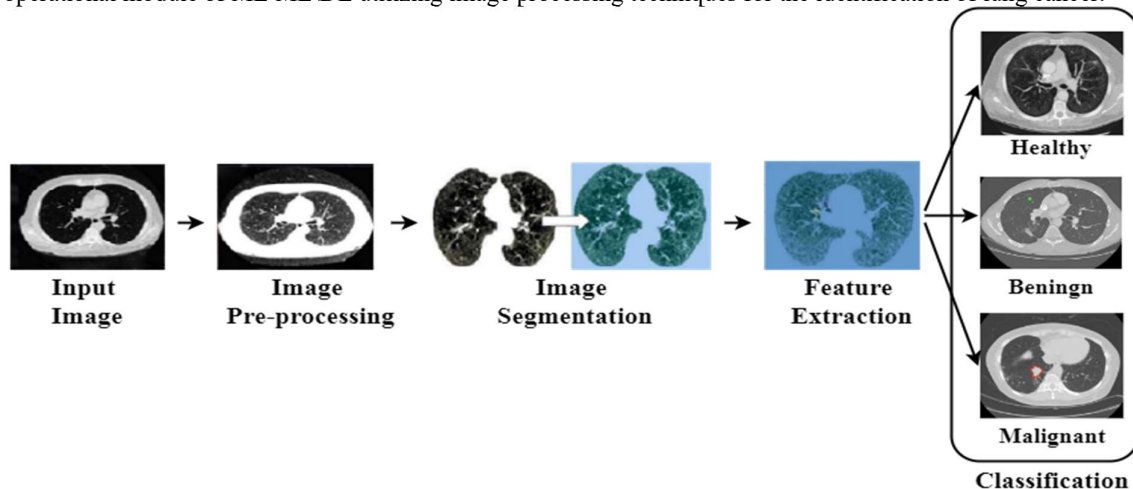 Healthy
Input
Image
Image
Pre-processing
Image
Segmentation
Feature
Extraction
Beningn
Malignant
Classification